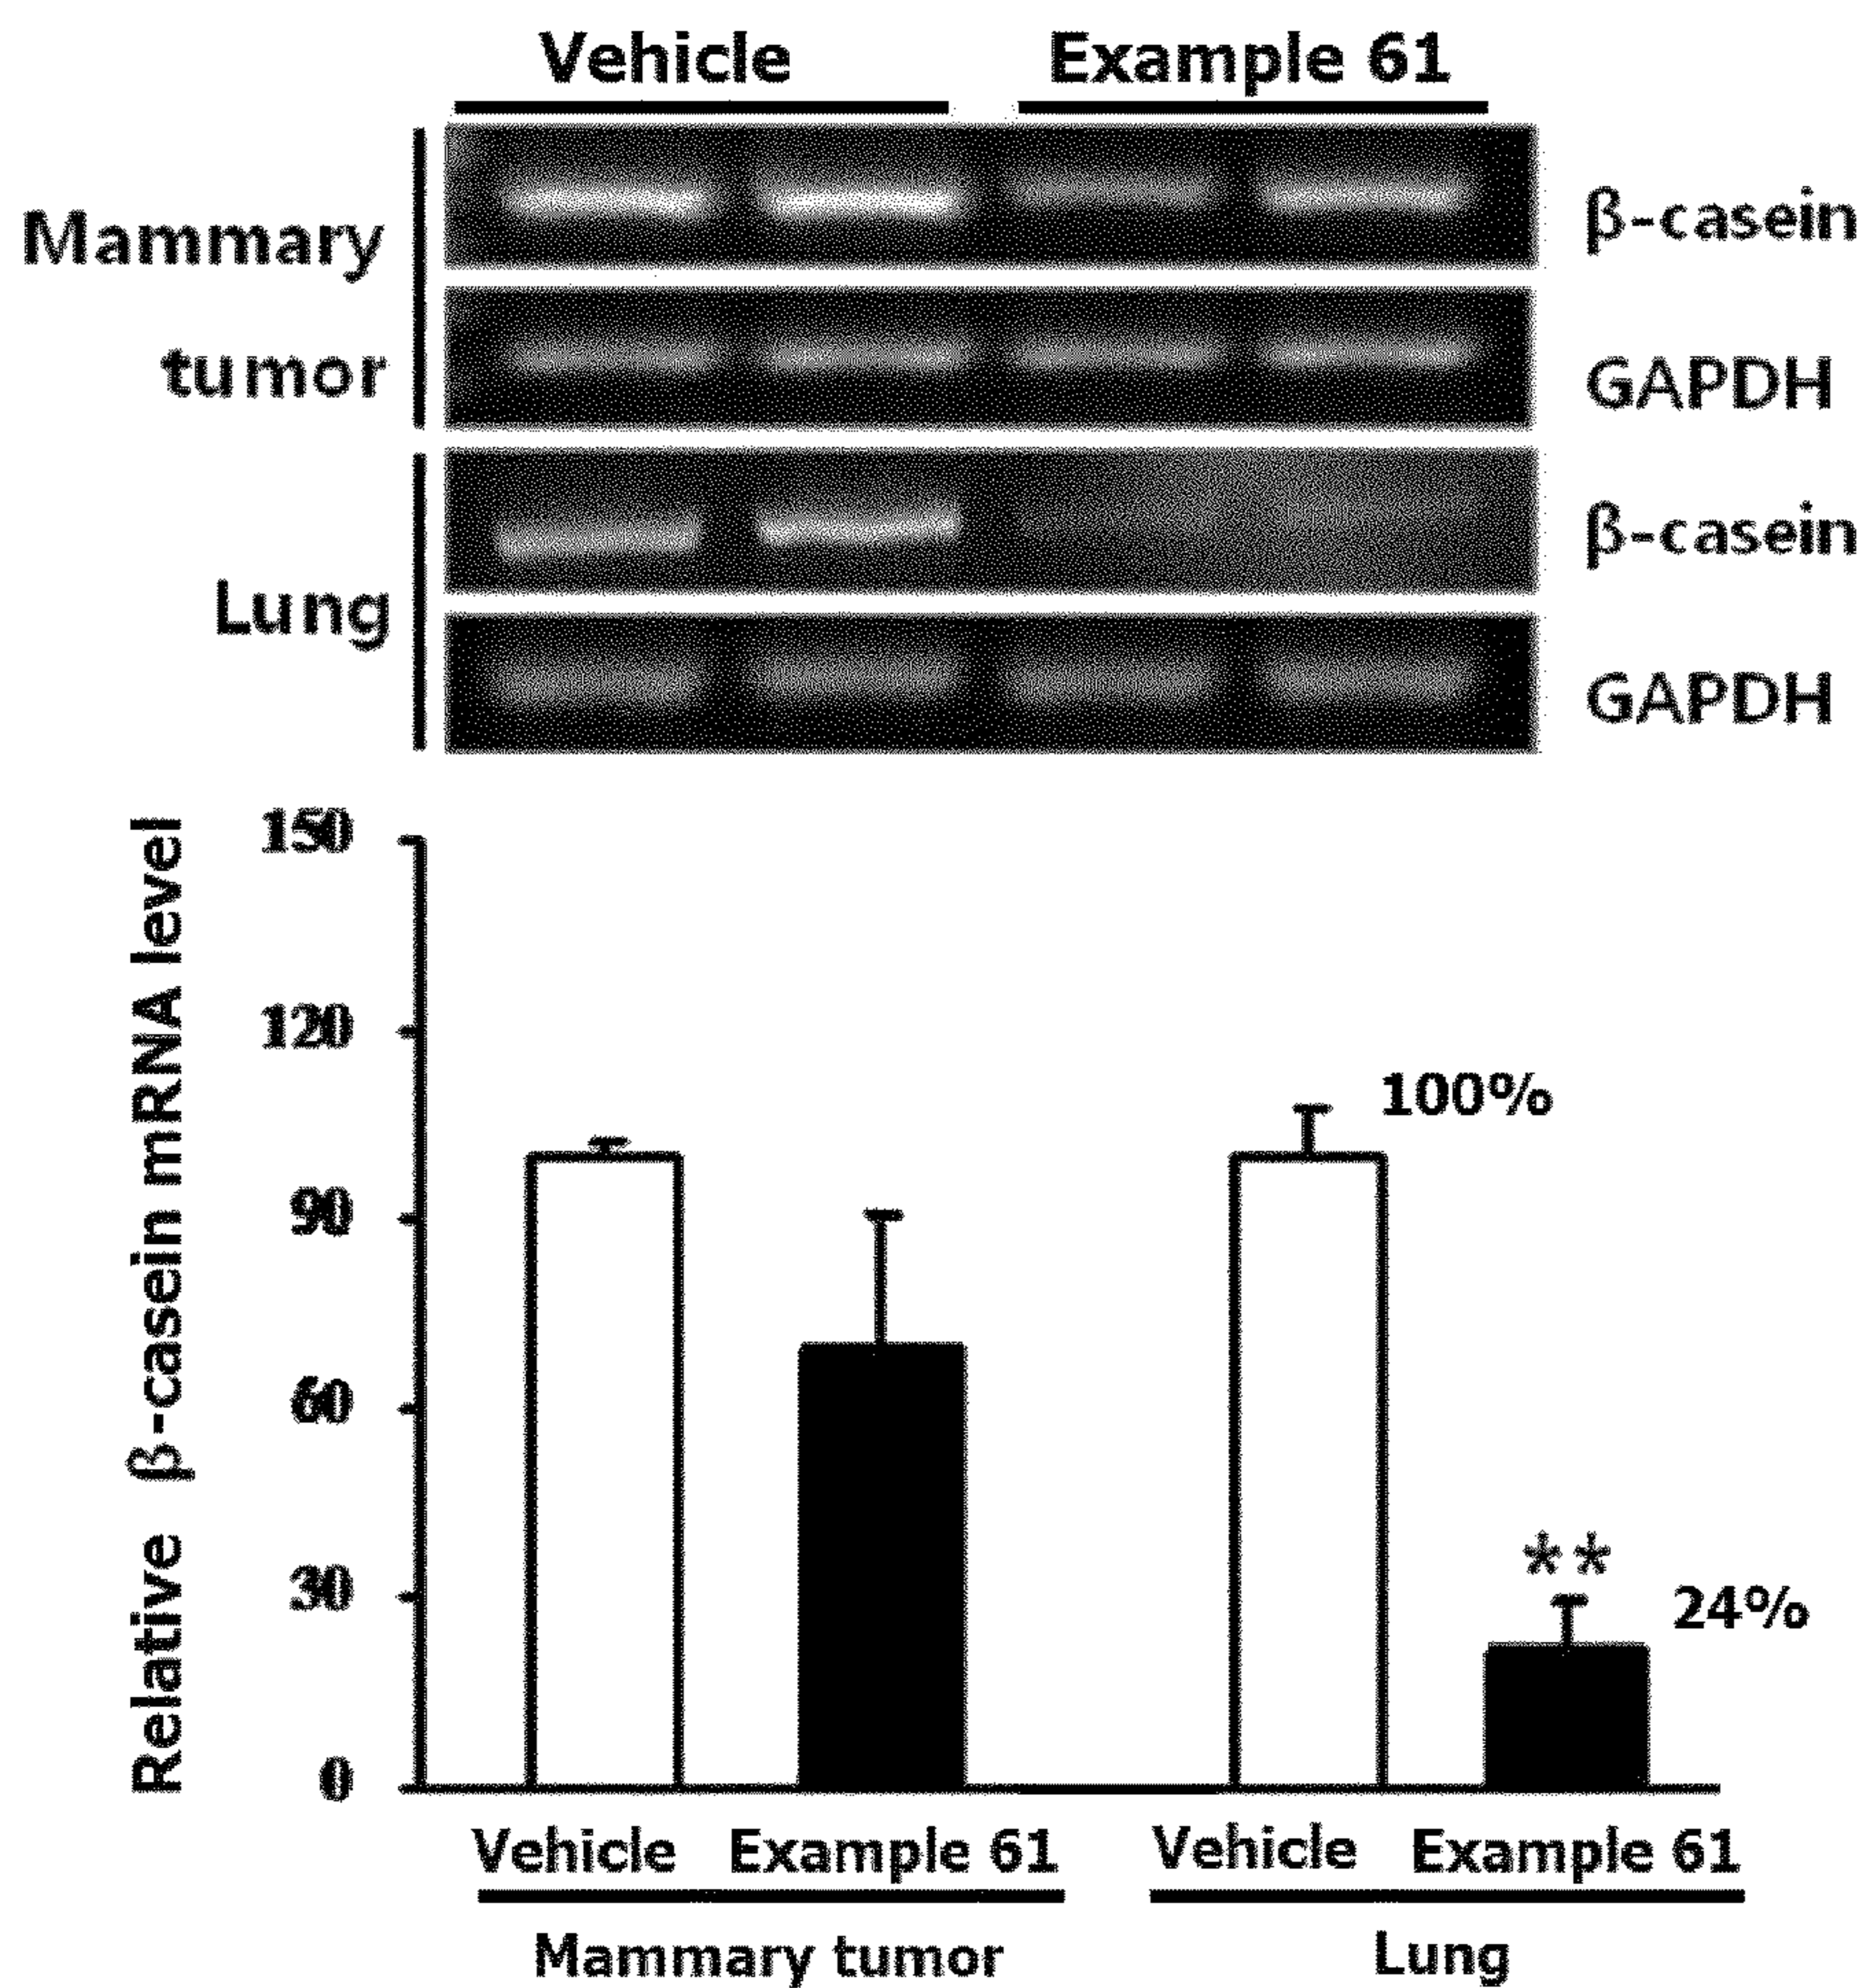 Vehicle Example 61
Mammary
tumor
β-casein
GAPDH
Lung
β-casein
GAPDH
Relative β-casein mRNA level
150
120
90
60
30
0
100%
**
24%
Vehicle Example 61 Vehicle Example 61
Mammary tumor Lung